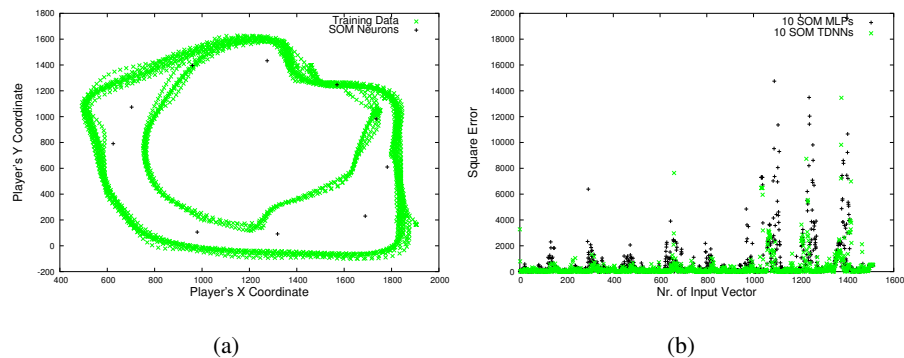 Training Data
SOM Neurons
1800
1600
1400
1200
1000
800
600
400
200
0
-200
Player's Y Coordinate
400 600 800 1000 1200 1400 1600 1800 2000
Player's X Coordinate
(a)
10 SOM MLPs
10 SOM TDNNs
20000
18000
16000
14000
12000
10000
8000
6000
4000
2000
0
Square Error
0 200 400 600 800 1000 1200 1400 1600
Nr. of Input Vector
(b)